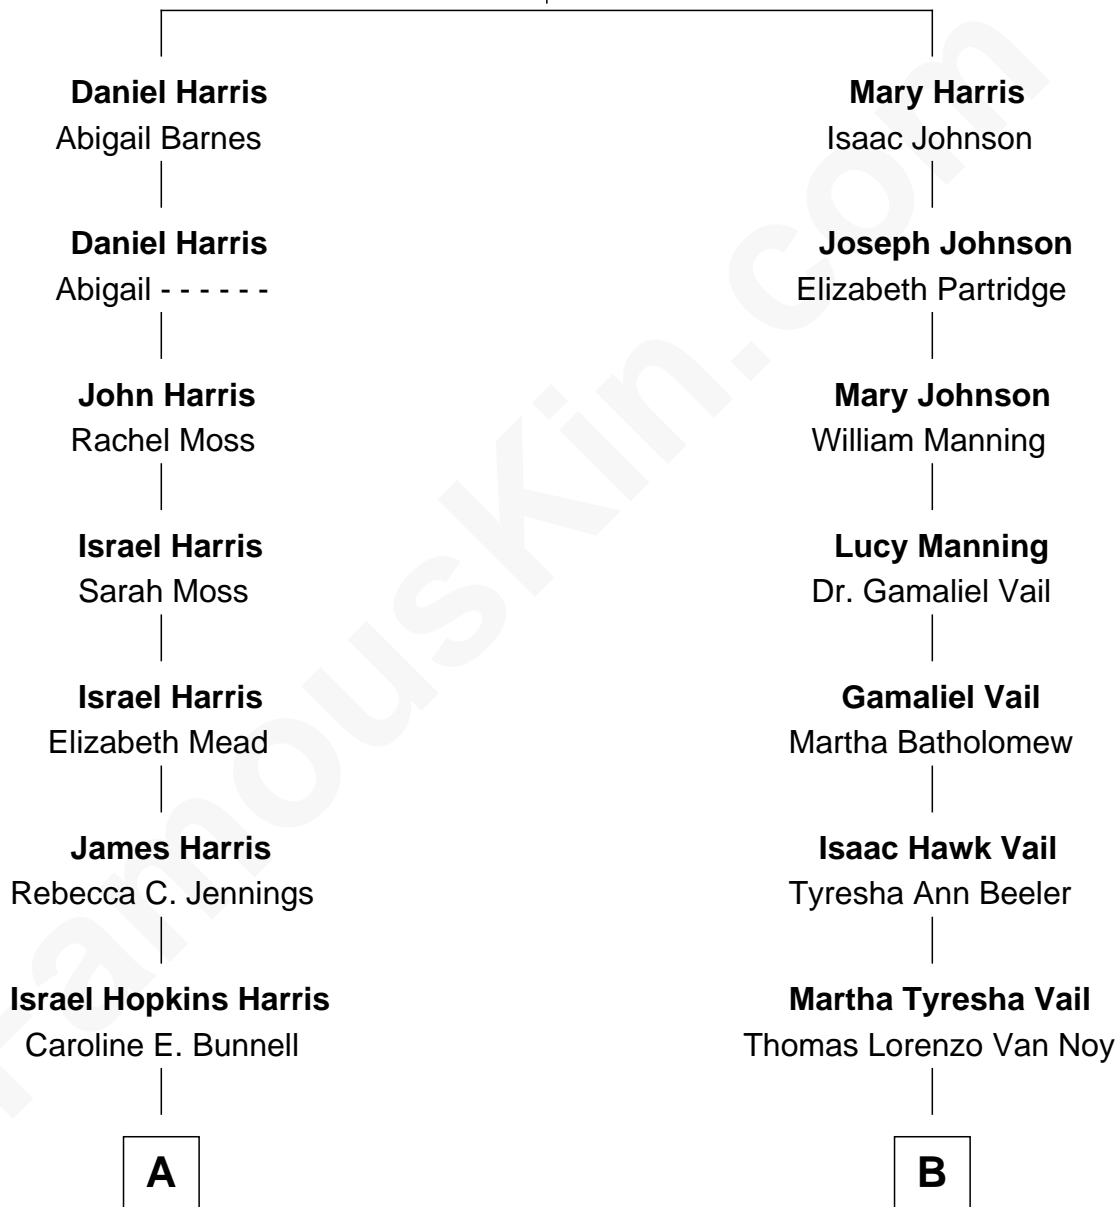 Daniel Harris
Abigail Barnes
Daniel Harris
Abigail - - - - - -
John Harris
Rachel Moss
Israel Harris
Sarah Moss
Israel Harris
Elizabeth Mead
James Harris
Rebecca C. Jennings
Israel Hopkins Harris
Caroline E. Bunnell
A
Mary Harris
Isaac Johnson
Joseph Johnson
Elizabeth Partridge
Mary Johnson
William Manning
Lucy Manning
Dr. Gamaliel Vail
Gamaliel Vail
Martha Batholomew
Isaac Hawk Vail
Tyresha Ann Beeler
Martha Tyresha Vail
Thomas Lorenzo Van Noy
B
FamousKin.com